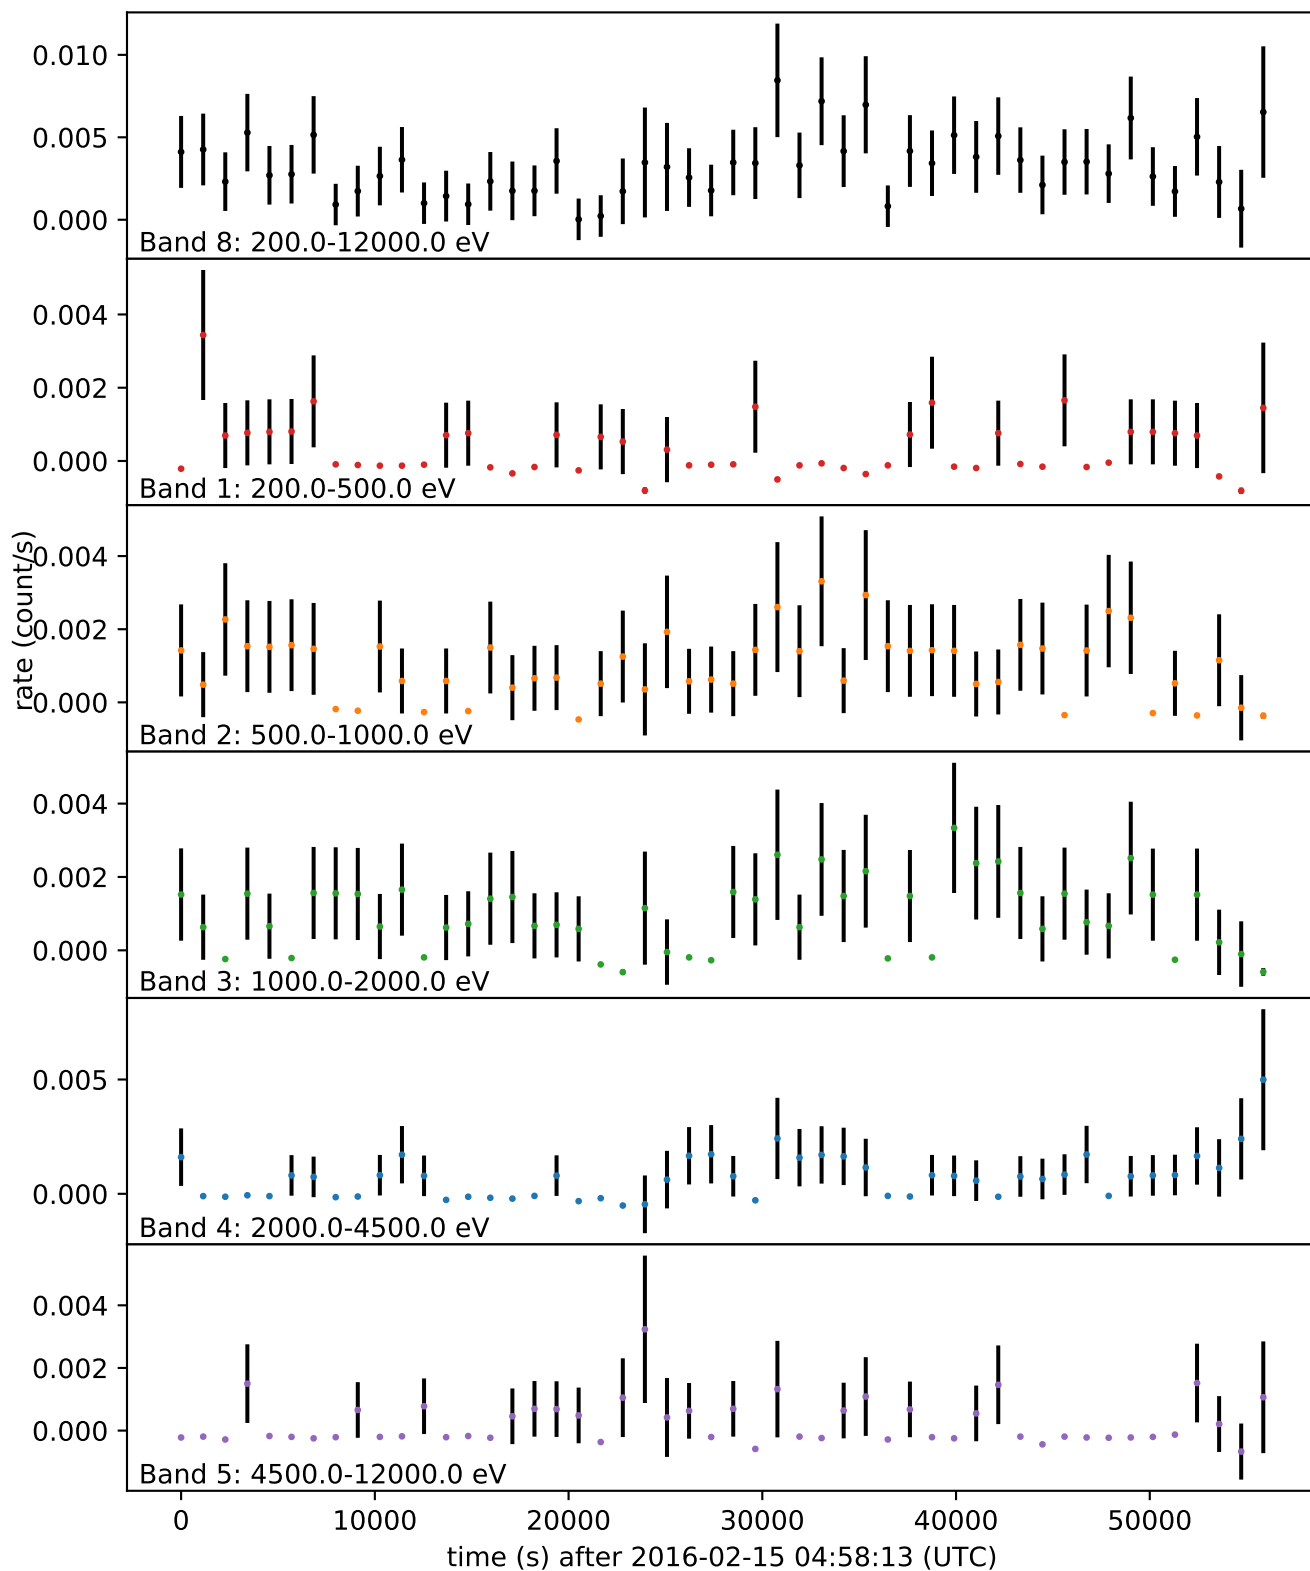 0.010
0.005
0.000
Band 8: 200.0-12000.0 eV
0.004
0.002
0.000
Band 1: 200.0-500.0 eV
rate (count/s)
0.004
0.002
0.000
Band 2: 500.0-1000.0 eV
0.004
0.002
0.000
Band 3: 1000.0-2000.0 eV
0.005
0.000
Band 4: 2000.0-4500.0 eV
0.004
0.002
0.000
Band 5: 4500.0-12000.0 eV
0 10000 20000 30000 40000 50000
time (s) after 2016-02-15 04:58:13 (UTC)